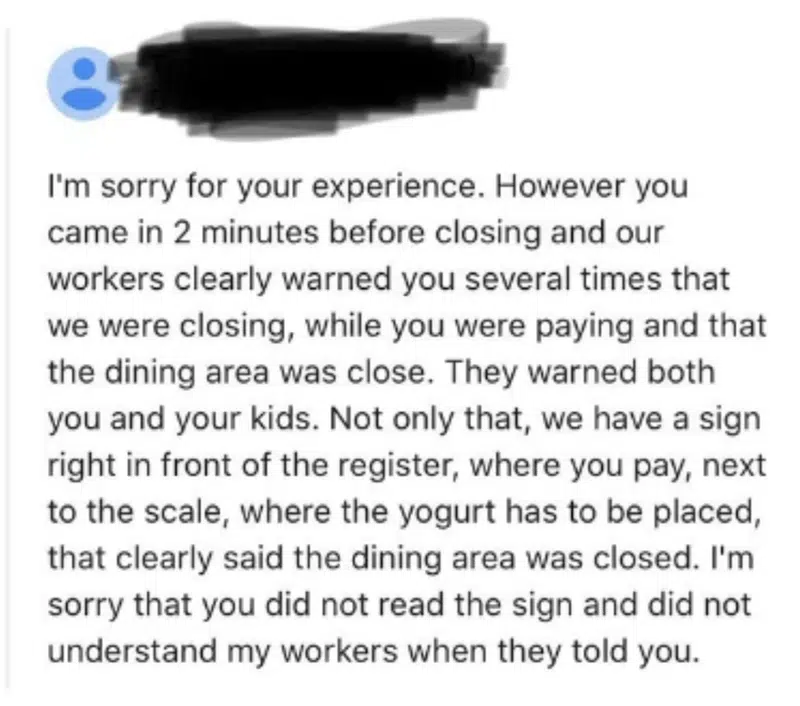 I'm sorry for your experience. However you
came in 2 minutes before closing and our
workers clearly warned you several times that
we were closing, while you were paying and that
the dining area was close. They warned both
you and your kids. Not only that, we have a sign
right in front of the register, where you pay, next
to the scale, where the yogurt has to be placed,
that clearly said the dining area was closed. I'm
sorry that you did not read the sign and did not
understand my workers when they told you.